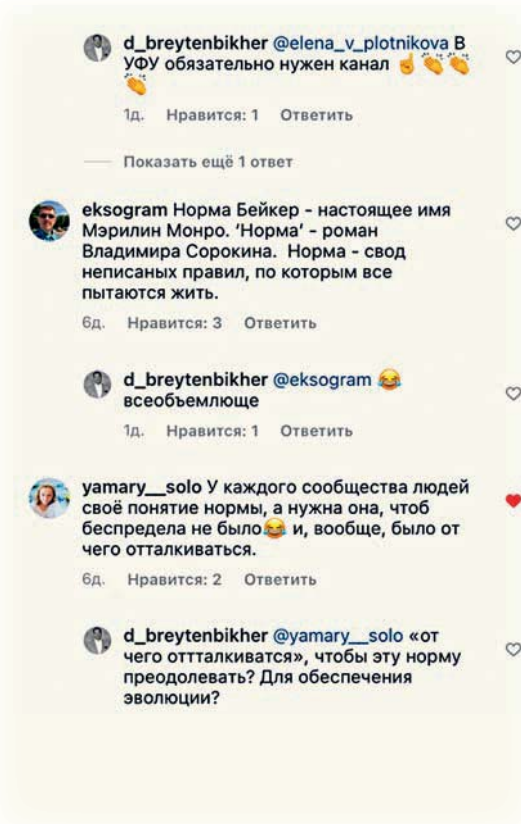 d_breytenbikher @elena_v_plotnikova В
УФУ обязательно нужен канал ☝️👏👏
👏
1д. Нравится: 1 Ответить
Показать ещё 1 ответ
eksogram Норма Бейкер - настоящее имя
Мэрилин Монро. 'Норма' - роман
Владимира Сорокина. Норма - свод
неписаных правил, по которым все
пытаются жить.
6д. Нравится: 3 Ответить
d_breytenbikher @eksogram 😂
всеобъемлюще
1д. Нравится: 1 Ответить
yamary__solo У каждого сообщества людей
своё понятие нормы, а нужна она, чтоб
беспредела не было😂 и, вообще, было от
чего отталкиваться.
6д. Нравится: 2 Ответить
d_breytenbikher @yamary__solo «от
чего оттталкиватся», чтобы эту норму
преодолевать? Для обеспечения
эволюции?